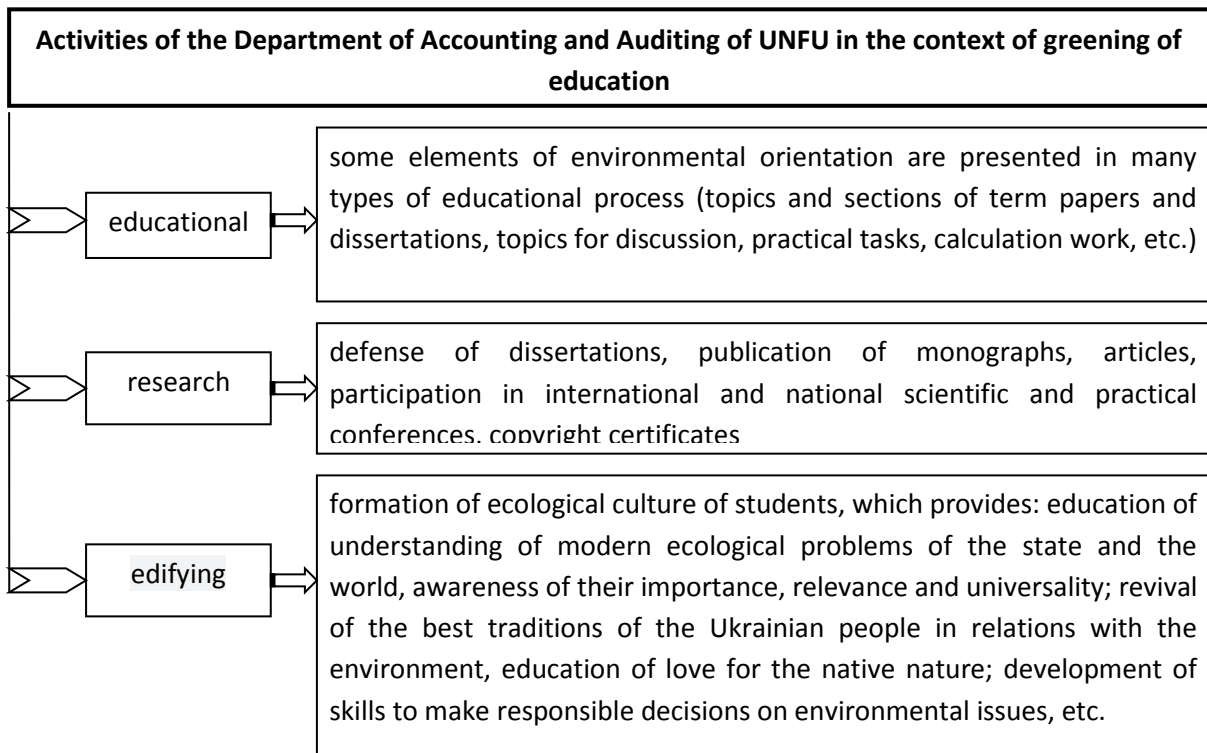 Activities of the Department of Accounting and Auditing of UNFU in the context of greening of
education
educational
some elements of environmental orientation are presented in many
types of educational process (topics and sections of term papers and
dissertations, topics for discussion, practical tasks, calculation work, etc.)
research
defense of dissertations, publication of monographs, articles,
participation in international and national scientific and practical
conferences, copyright certificates
edifying
formation of ecological culture of students, which provides: education of
understanding of modern ecological problems of the state and the
world, awareness of their importance, relevance and universality; revival
of the best traditions of the Ukrainian people in relations with the
environment, education of love for the native nature; development of
skills to make responsible decisions on environmental issues, etc.